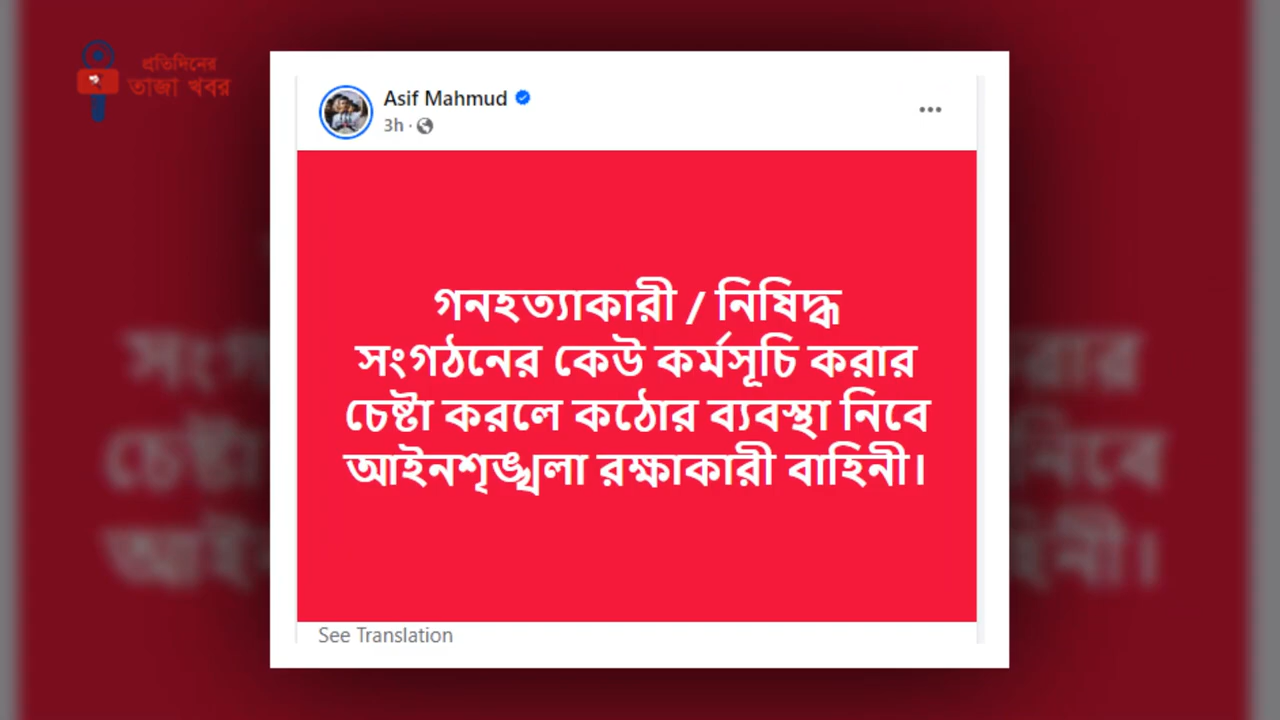 প্রতিদিনের
তাজা খবর
Asif Mahmud
3h ·
গনহত্যাকারী / নিষিদ্ধ
সংগঠনের কেউ কর্মসূচি করার
চেষ্টা করলে কঠোর ব্যবস্থা নিবে
আইনশৃঙ্খলা রক্ষাকারী বাহিনী।
See Translation